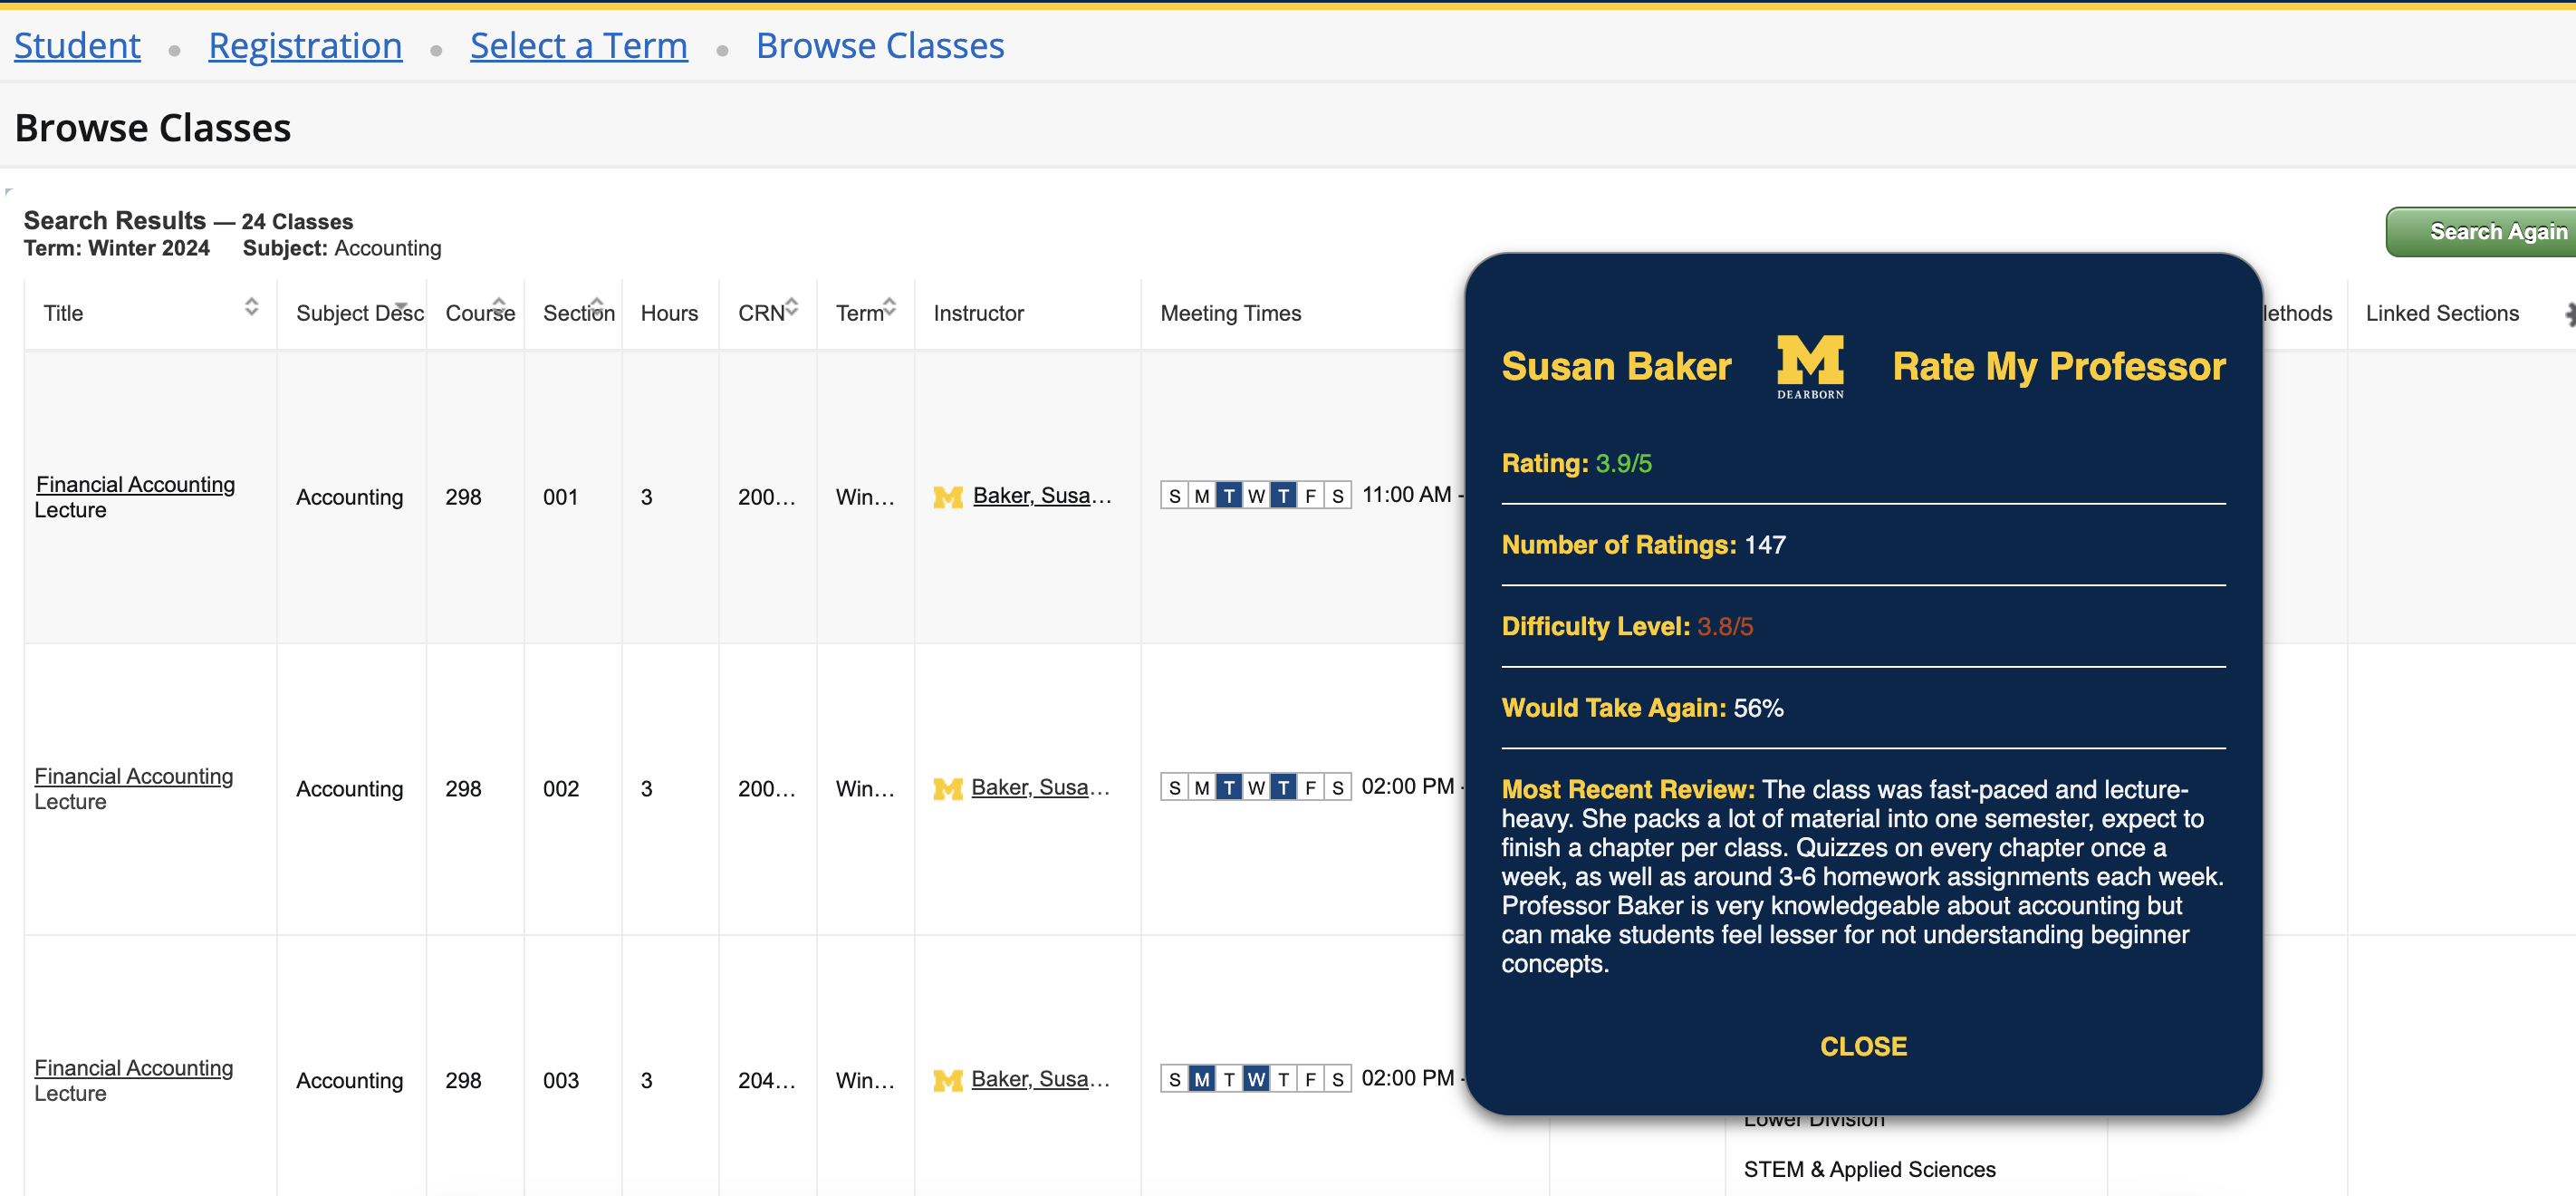 Student • Registration • Select a Term • Browse Classes
Browse Classes
Search Results — 24 Classes
Term: Winter 2024 Subject: Accounting
Search Again
Title Subject Desc Course Section Hours CRN Term Instructor Meeting Times ethods Linked Sections
Financial Accounting
Lecture
Accounting 298 001 3 200... Win... Baker, Susa... S M T W T F S 11:00 AM -
Financial Accounting
Lecture
Accounting 298 002 3 200... Win... Baker, Susa... S M T W T F S 02:00 PM -
Financial Accounting
Lecture
Accounting 298 003 3 204... Win... Baker, Susa... S M T W T F S 02:00 PM -
Susan Baker M DEARBORN Rate My Professor
Rating: 3.9/5
Number of Ratings: 147
Difficulty Level: 3.8/5
Would Take Again: 56%
Most Recent Review: The class was fast-paced and lecture-
heavy. She packs a lot of material into one semester, expect to
finish a chapter per class. Quizzes on every chapter once a
week, as well as around 3-6 homework assignments each week.
Professor Baker is very knowledgeable about accounting but
can make students feel lesser for not understanding beginner
concepts.
CLOSE
Lower Division
STEM & Applied Sciences